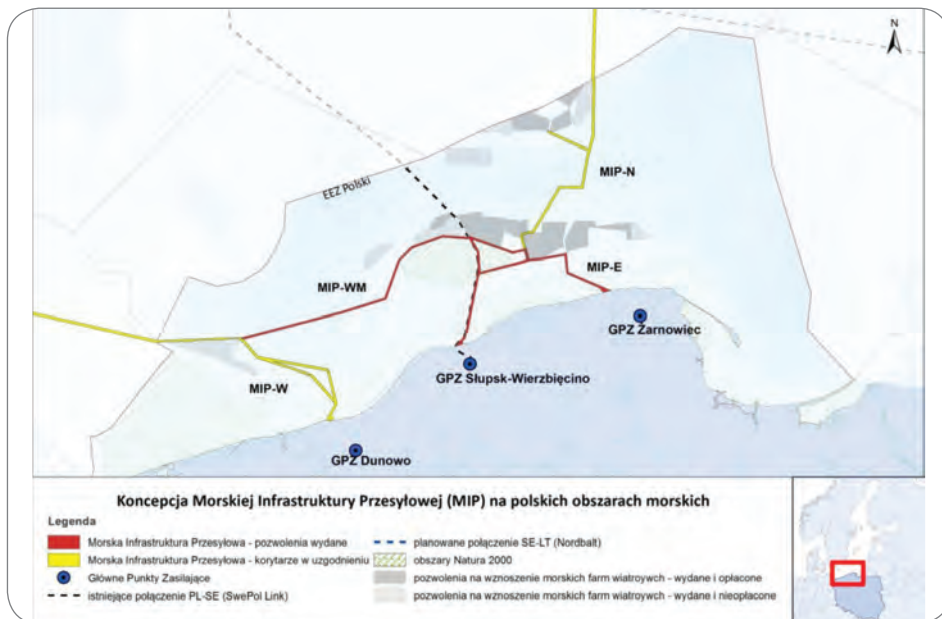 N
EEZ Polski
MIP-N
MIP-WM
MIP-E
GPZ Żarnowiec
GPZ Słupsk-Wierzbięcino
MIP-W
GPZ Dunowo
Koncepcja Morskiej Infrastruktury Przesyłowej (MIP) na polskich obszarach morskich
Legenda
Morska Infrastruktura Przesyłowa - pozwolenia wydane
Morska Infrastruktura Przesyłowa - korytarze w uzgodnieniu
Główne Punkty Zasilające
istniejące połączenie PL-SE (SwePol Link)
planowane połączenie SE-LT (Nordbalt)
obszary Natura 2000
pozwolenia na wznoszenie morskich farm wiatroych - wydane i opłacone
pozwolenia na wznoszenie morskich farm wiatroych - wydane i nieopłacone